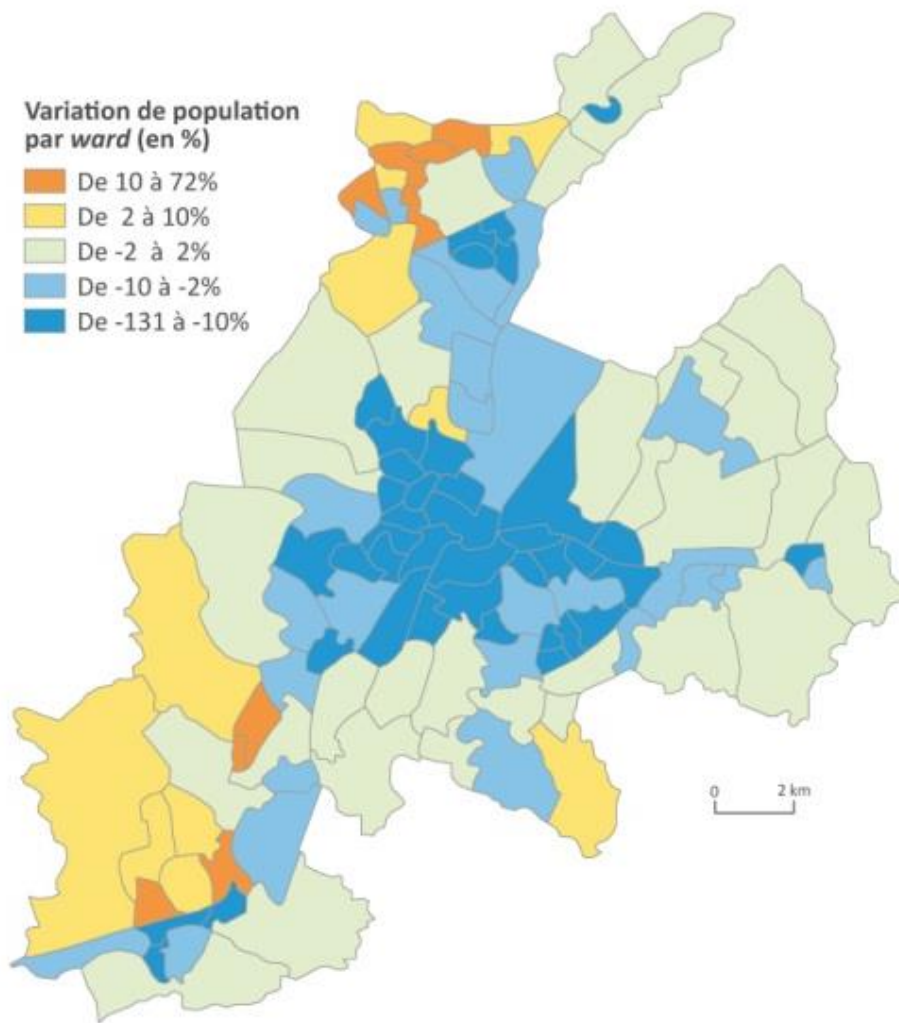 Variation de population
par ward (en %)
De 10 à 72%
De 2 à 10%
De -2 à 2%
De -10 à -2%
De -131 à -10%
0 2 km